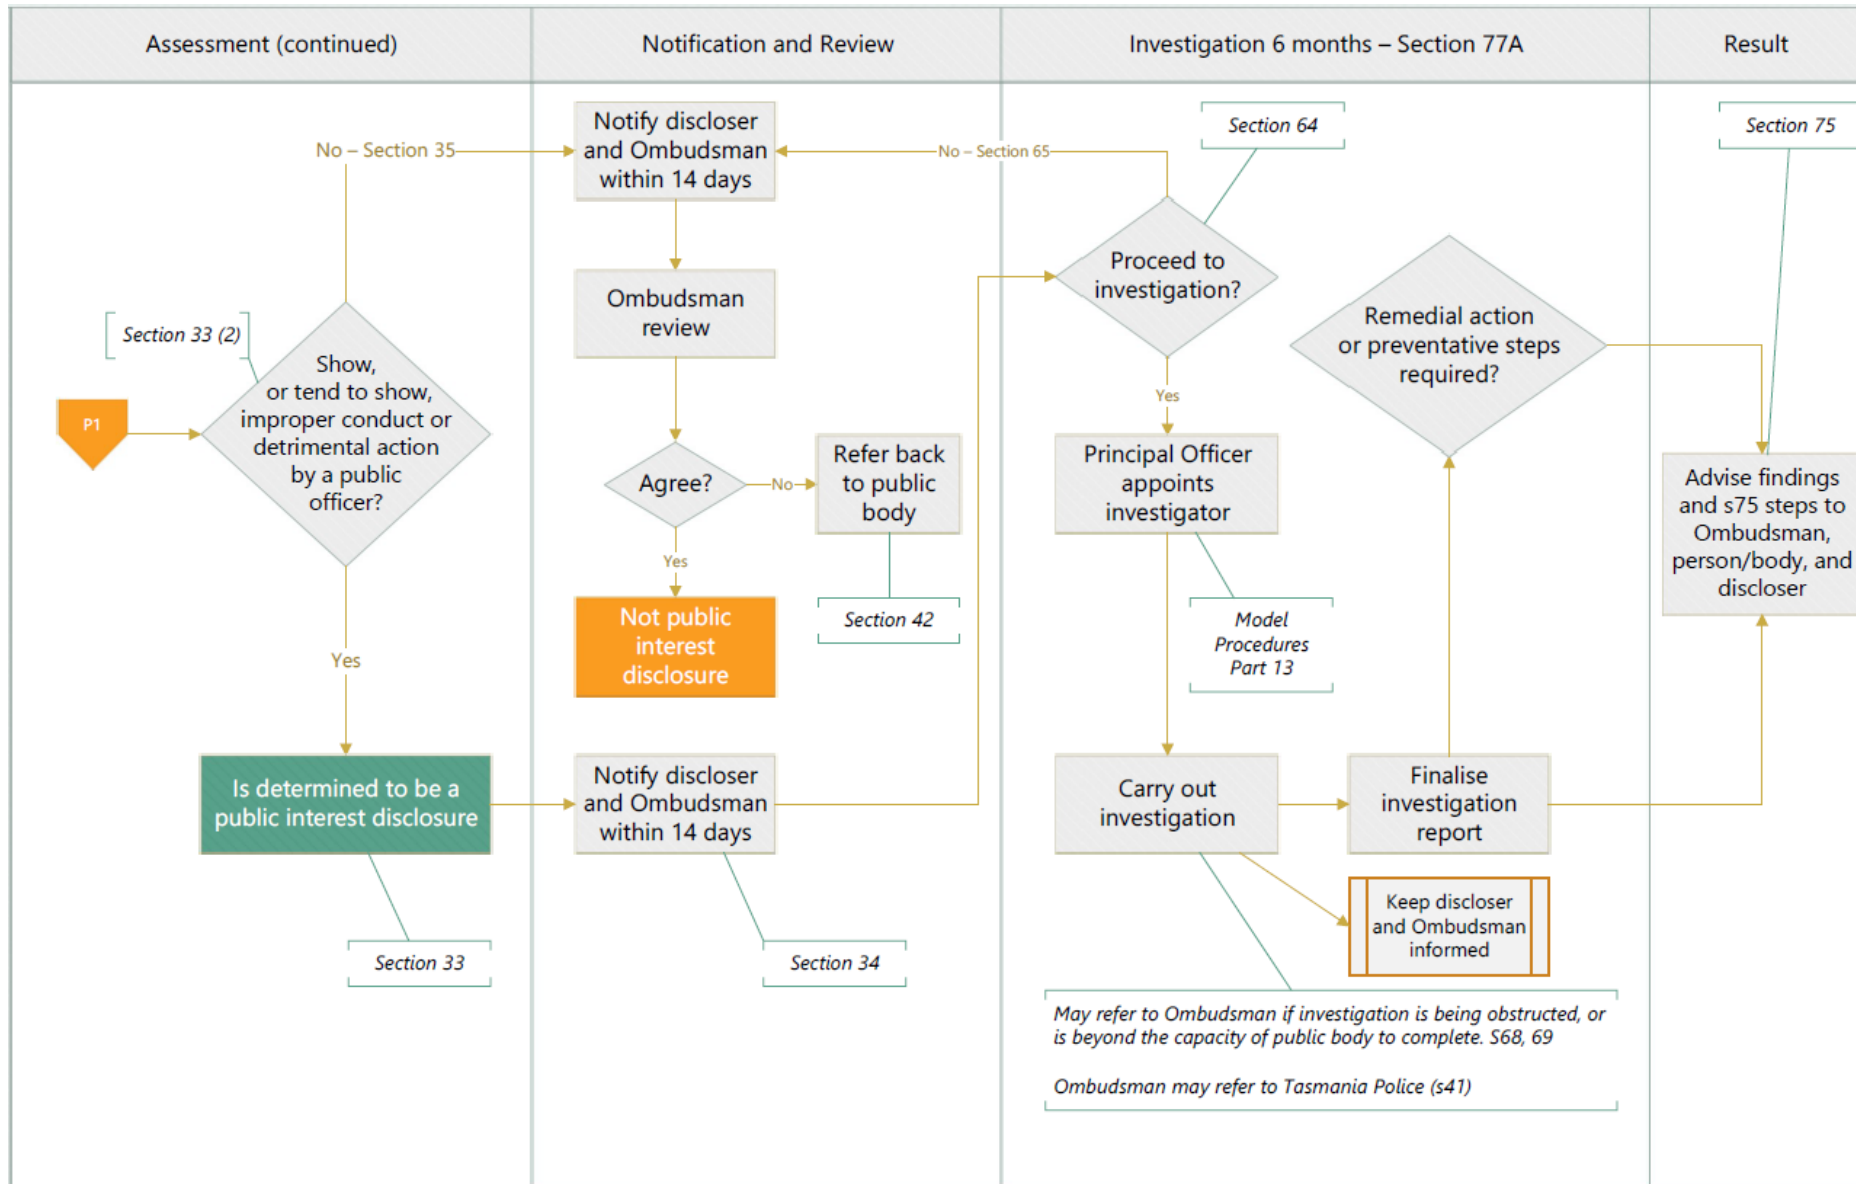 Assessment (continued)
Notification and Review
Investigation 6 months – Section 77A
Result
P1
Section 33 (2)
Show,
or tend to show,
improper conduct or
detrimental action
by a public
officer?
No – Section 35
Yes
Is determined to be a
public interest disclosure
Section 33
Notify discloser
and Ombudsman
within 14 days
Ombudsman
review
Agree?
No
Refer back
to public
body
Section 42
Yes
Not public
interest
disclosure
Notify discloser
and Ombudsman
within 14 days
Section 34
No – Section 65
Section 64
Proceed to
investigation?
Yes
Principal Officer
appoints
investigator
Model
Procedures
Part 13
Carry out
investigation
Finalise
investigation
report
Keep discloser
and Ombudsman
informed
May refer to Ombudsman if investigation is being obstructed, or
is beyond the capacity of public body to complete. S68, 69
Ombudsman may refer to Tasmania Police (s41)
Remedial action
or preventative steps
required?
Section 75
Advise findings
and s75 steps to
Ombudsman,
person/body, and
discloser